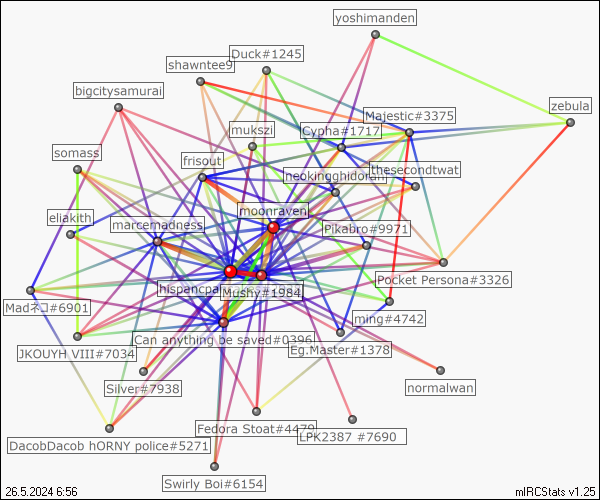 yoshimanden
Duck#1245
shawntee9
bigcitysamurai
zebula
Majestic#3375
mukszi
Cypha#1717
somass
frisout
thesecondtwat
neokingghidorah
eliakith
moonraven
marcernadness
Pikabro#9971
Pocket Persona#3326
hispancpa
Mushy#1984
Madネコ#6901
ming#4742
Can anything be saved#0396
JKOUYH VIII#7034
Eg.Master#1378
Silver#7938
normalwan
Fedora Stoat#4479
LPK2387 #7690
DacobDacob hORNY police#5271
Swirly Boi#6154
26.5.2024 6:56
mIRCStats v1.25